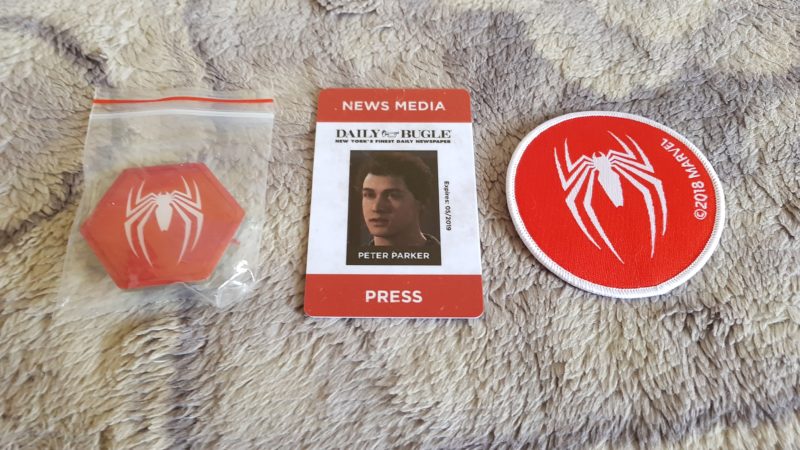 NEWS MEDIA
DAILY BUGLE
NEW YORK'S FINEST DAILY NEWSPAPER
Expires: 05/2019
PETER PARKER
PRESS
©2018 MARVEL